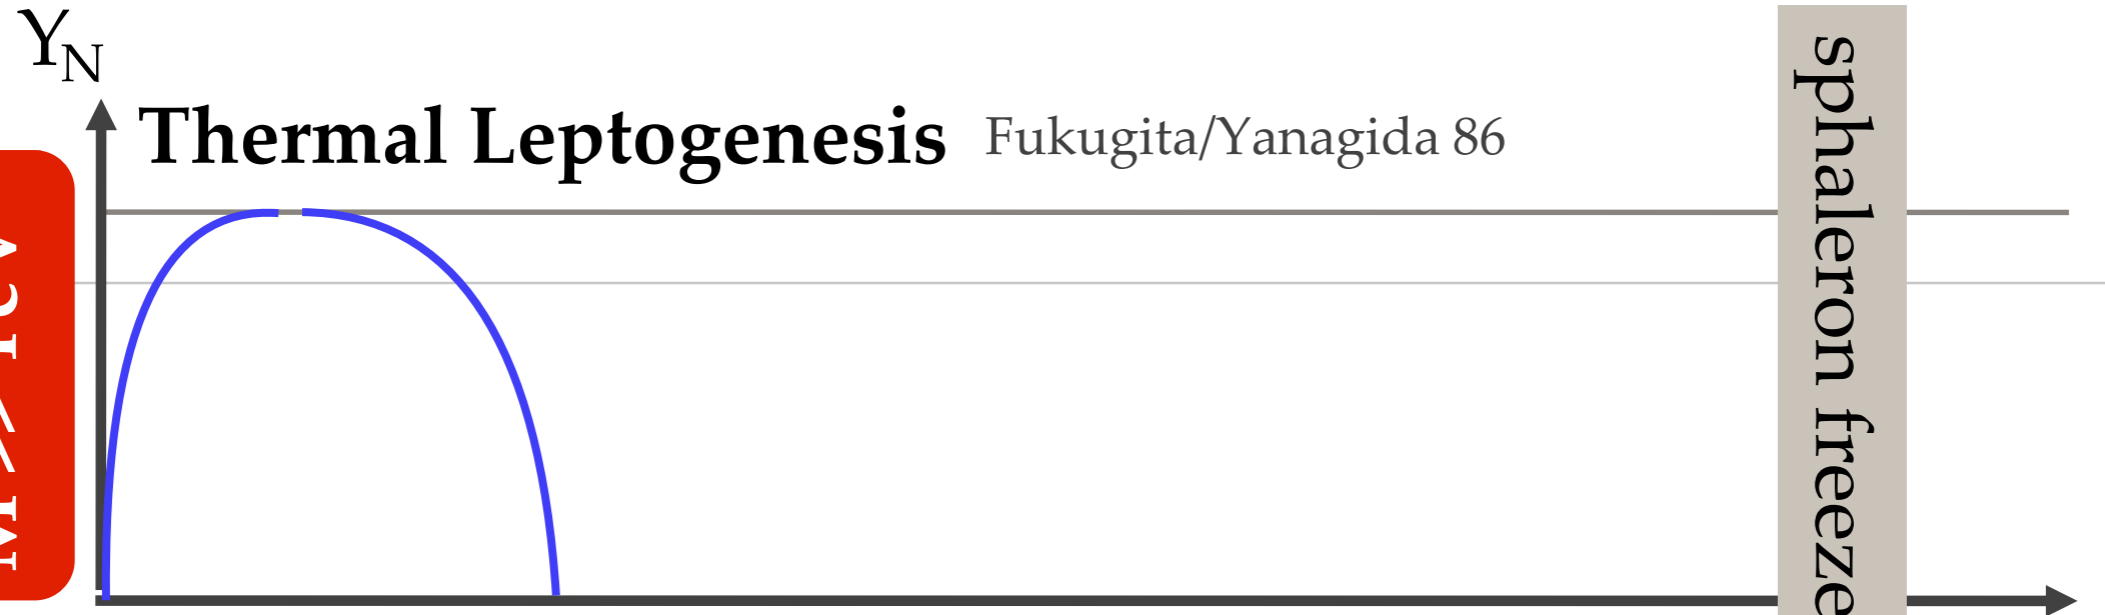 Y_N
Thermal Leptogenesis Fukugita/Yanagida 86
sphaleron freeze